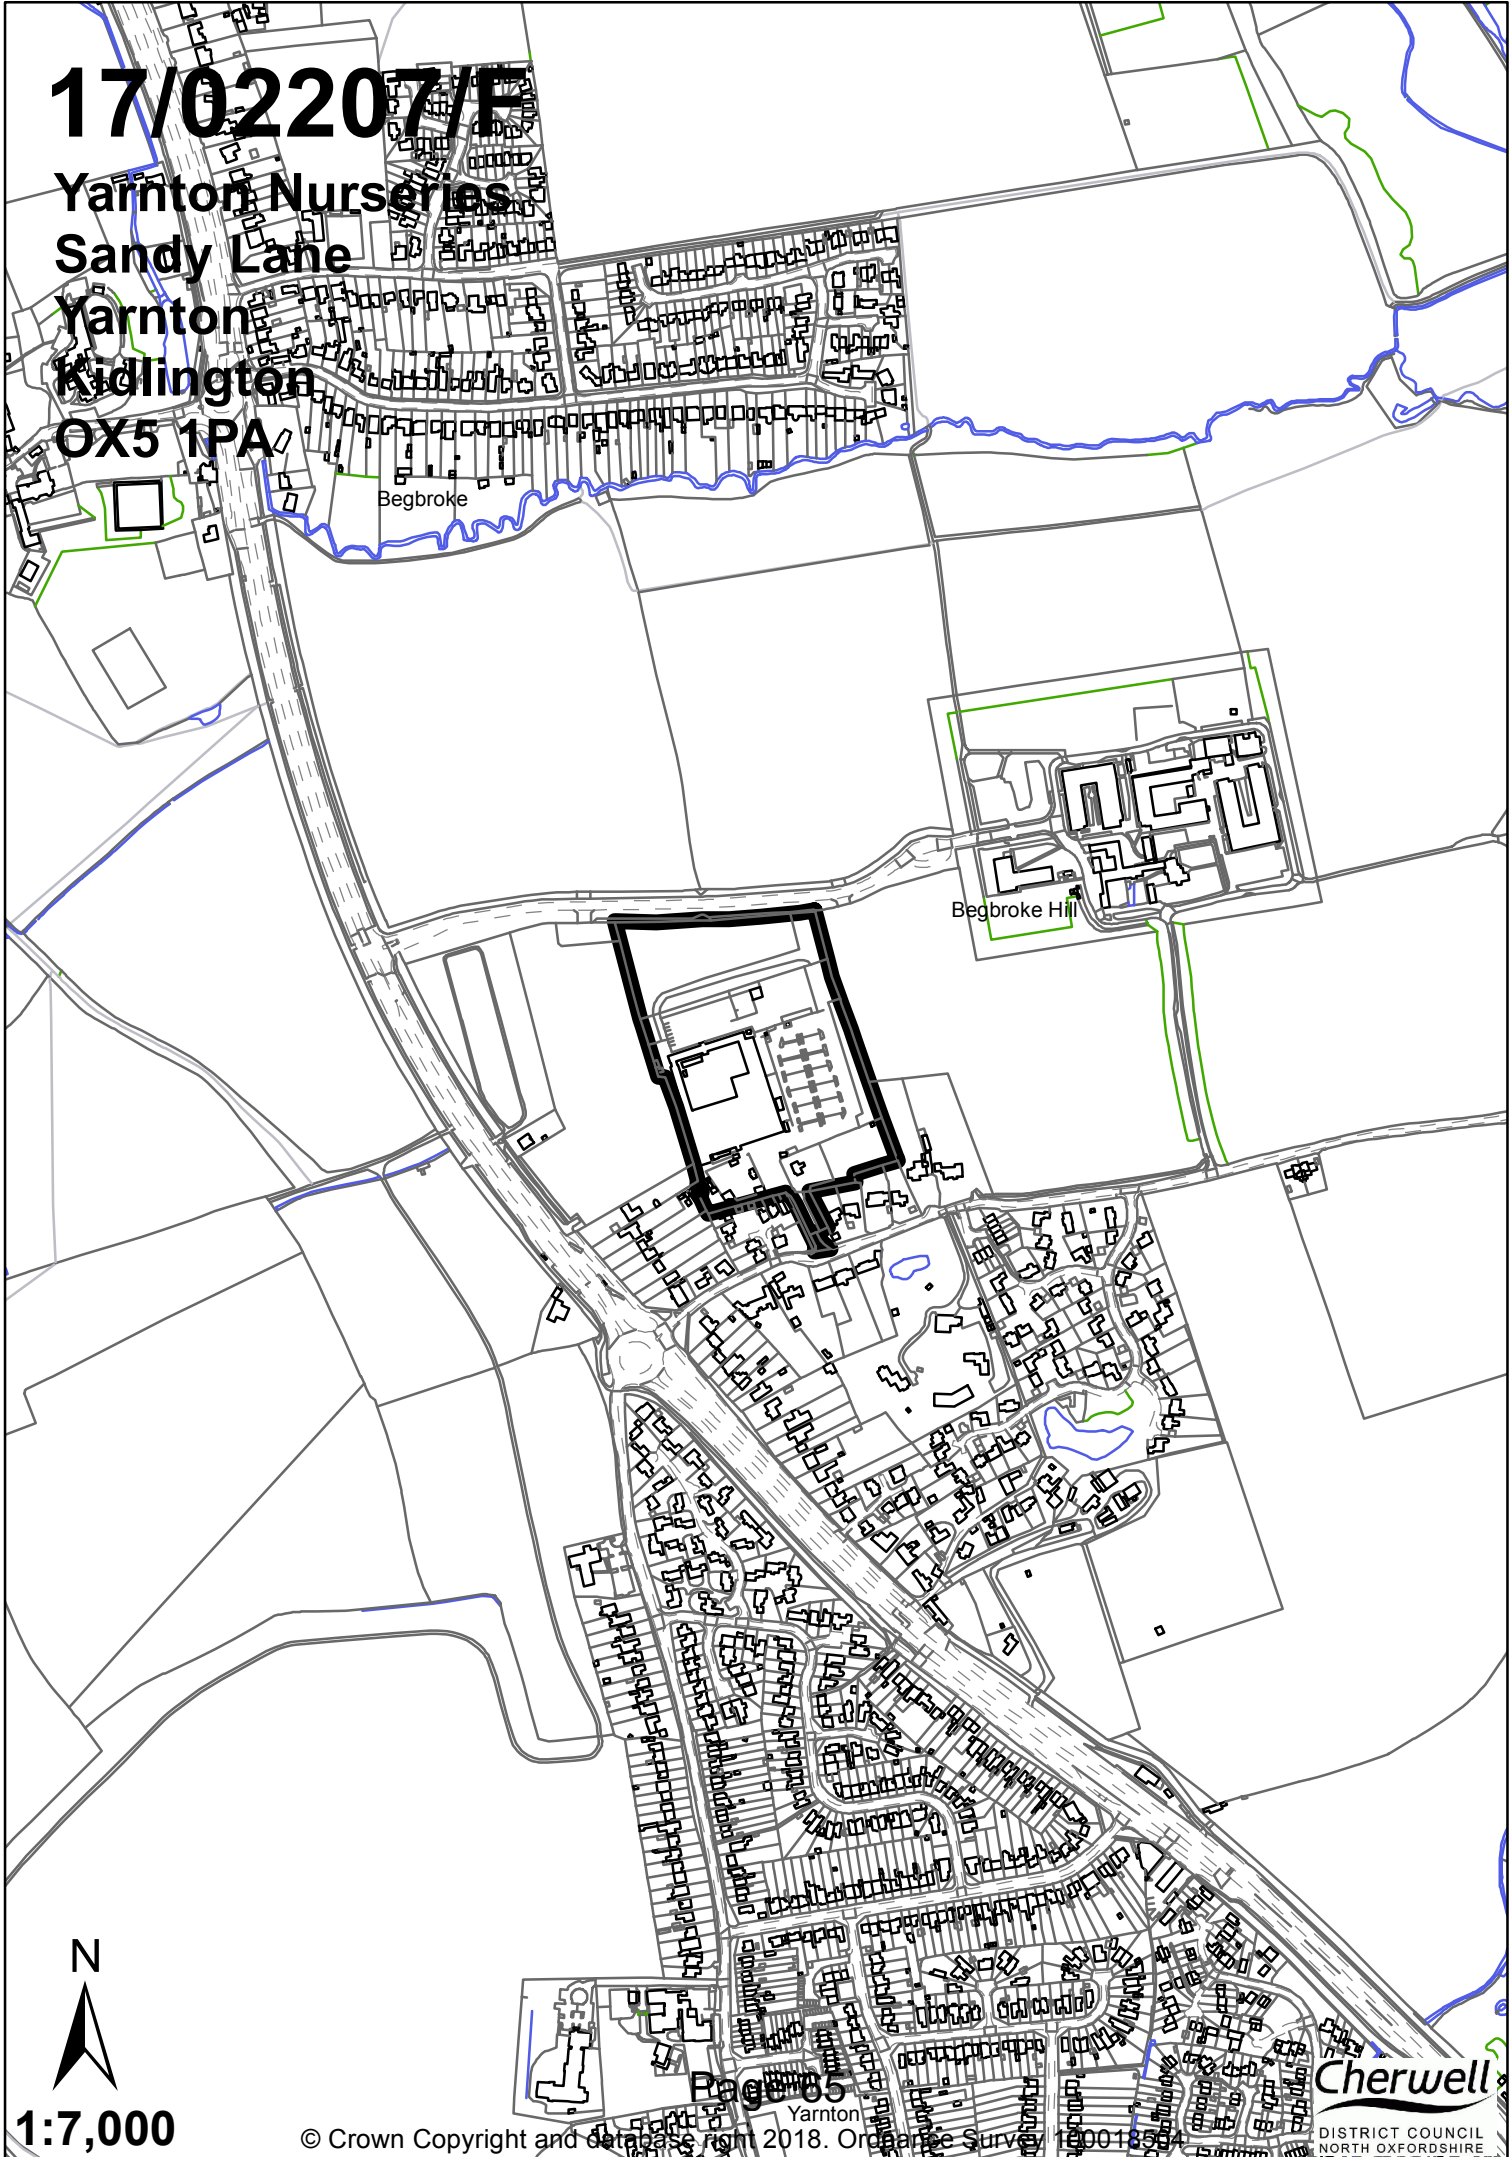 17/02207/F
Yarnton Nurseries
Sandy Lane
Yarnton
Kidlington
OX5 1PA
Begbroke
Begbroke Hill
N
1:7,000
Page 65
Yarnton
© Crown Copyright and database right 2018. Ordnance Survey 100018504
Cherwell
DISTRICT COUNCIL
NORTH OXFORDSHIRE